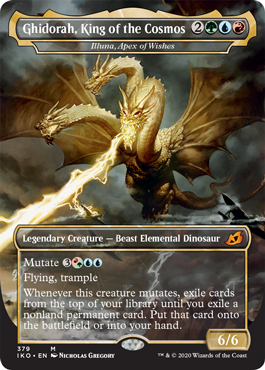 Ghidorah, King of the Cosmos 2
Illuna, Apex of Wishes
Legendary Creature — Beast Elemental Dinosaur
Mutate 3
Flying, trample
Whenever this creature mutates, exile cards
from the top of your library until you exile a
nonland permanent card. Put that card onto
the battlefield or into your hand.
6/6
379 M
IKO • EN Nicholas Gregory
™ & © 2020 Wizards of the Coast